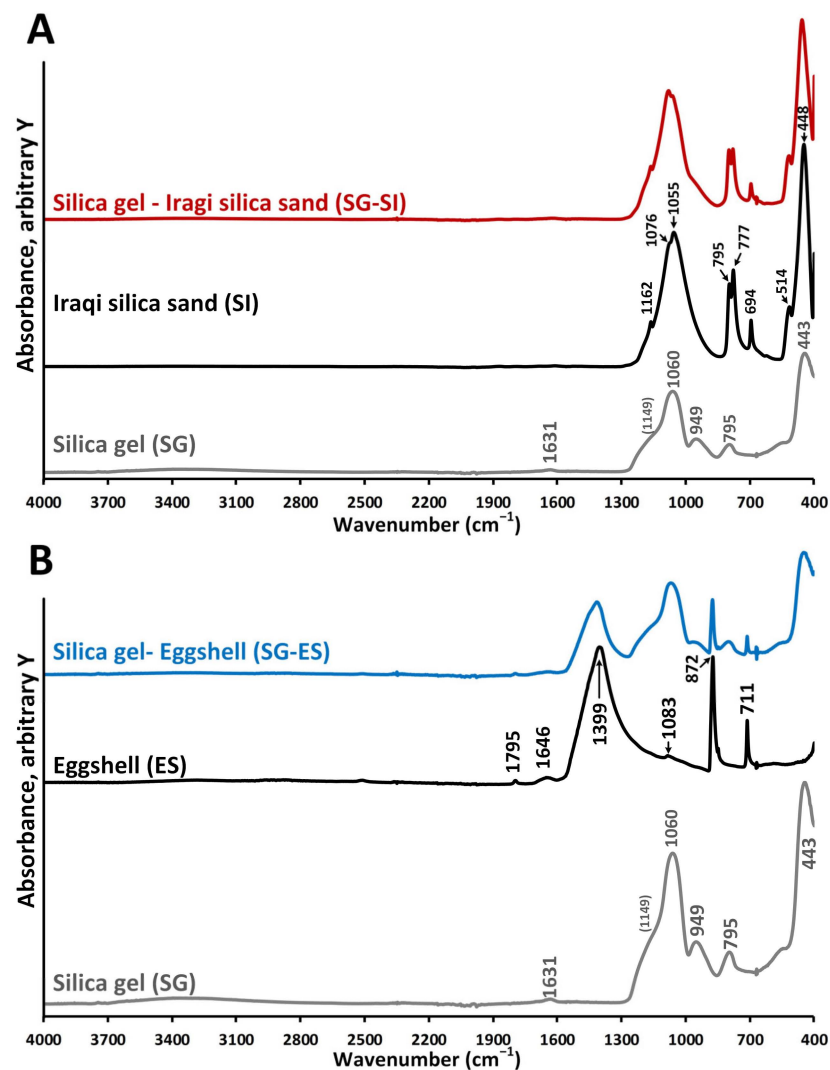 A
Absorbance, arbitrary Y
Silica gel - Iragi silica sand (SG-SI)
448
1076
1055
795
777
1162
694
514
Iraqi silica sand (SI)
443
1060
(1149)
949
795
1631
Silica gel (SG)
4000 3700 3400 3100 2800 2500 2200 1900 1600 1300 1000 700 400
Wavenumber (cm⁻¹)
B
Absorbance, arbitrary Y
Silica gel- Eggshell (SG-ES)
872
711
1399
1083
1795
1646
Eggshell (ES)
1060
443
(1149)
949
795
1631
Silica gel (SG)
4000 3700 3400 3100 2800 2500 2200 1900 1600 1300 1000 700 400
Wavenumber (cm⁻¹)